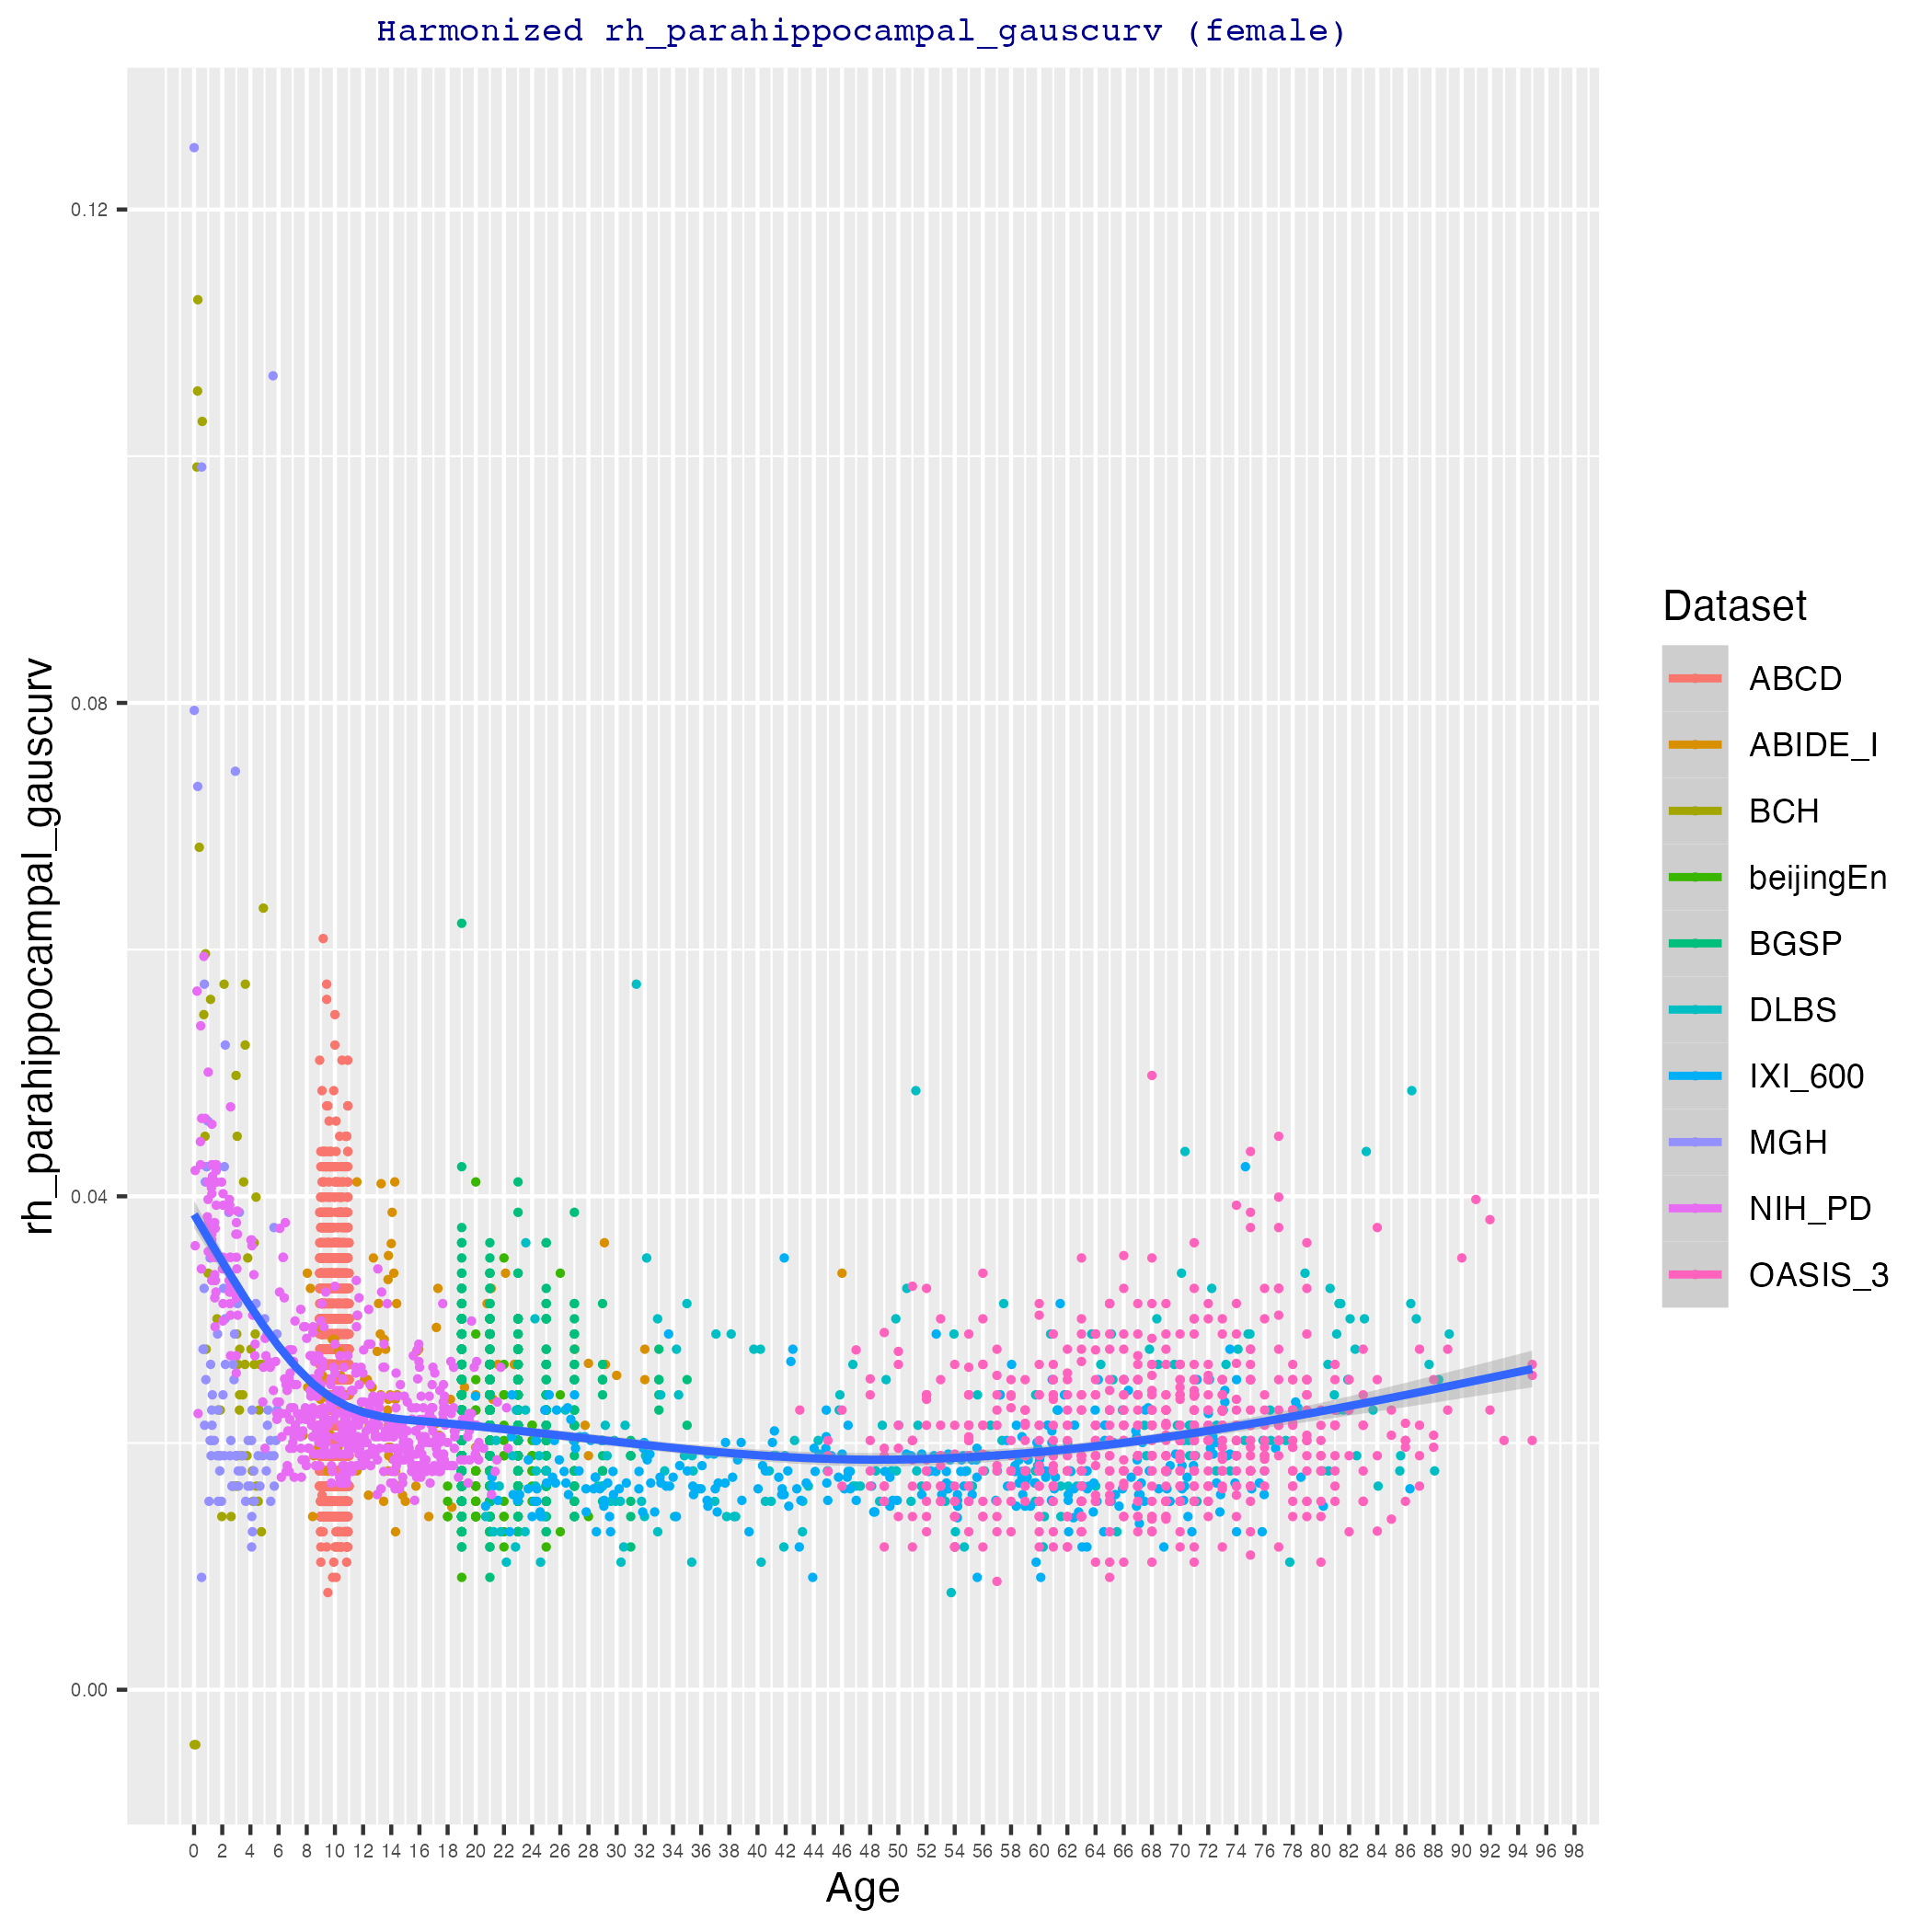 Harmonized rh_parahippocampal_gauscurv (female)
rh_parahippocampal_gauscurv
0.12
0.08
0.04
0.00
0 2 4 6 8 10 12 14 16 18 20 22 24 26 28 30 32 34 36 38 40 42 44 46 48 50 52 54 56 58 60 62 64 66 68 70 72 74 76 78 80 82 84 86 88 90 92 94 96 98
Age
Dataset
ABCD
ABIDE_I
BCH
beijingEn
BGSP
DLBS
IXI_600
MGH
NIH_PD
OASIS_3